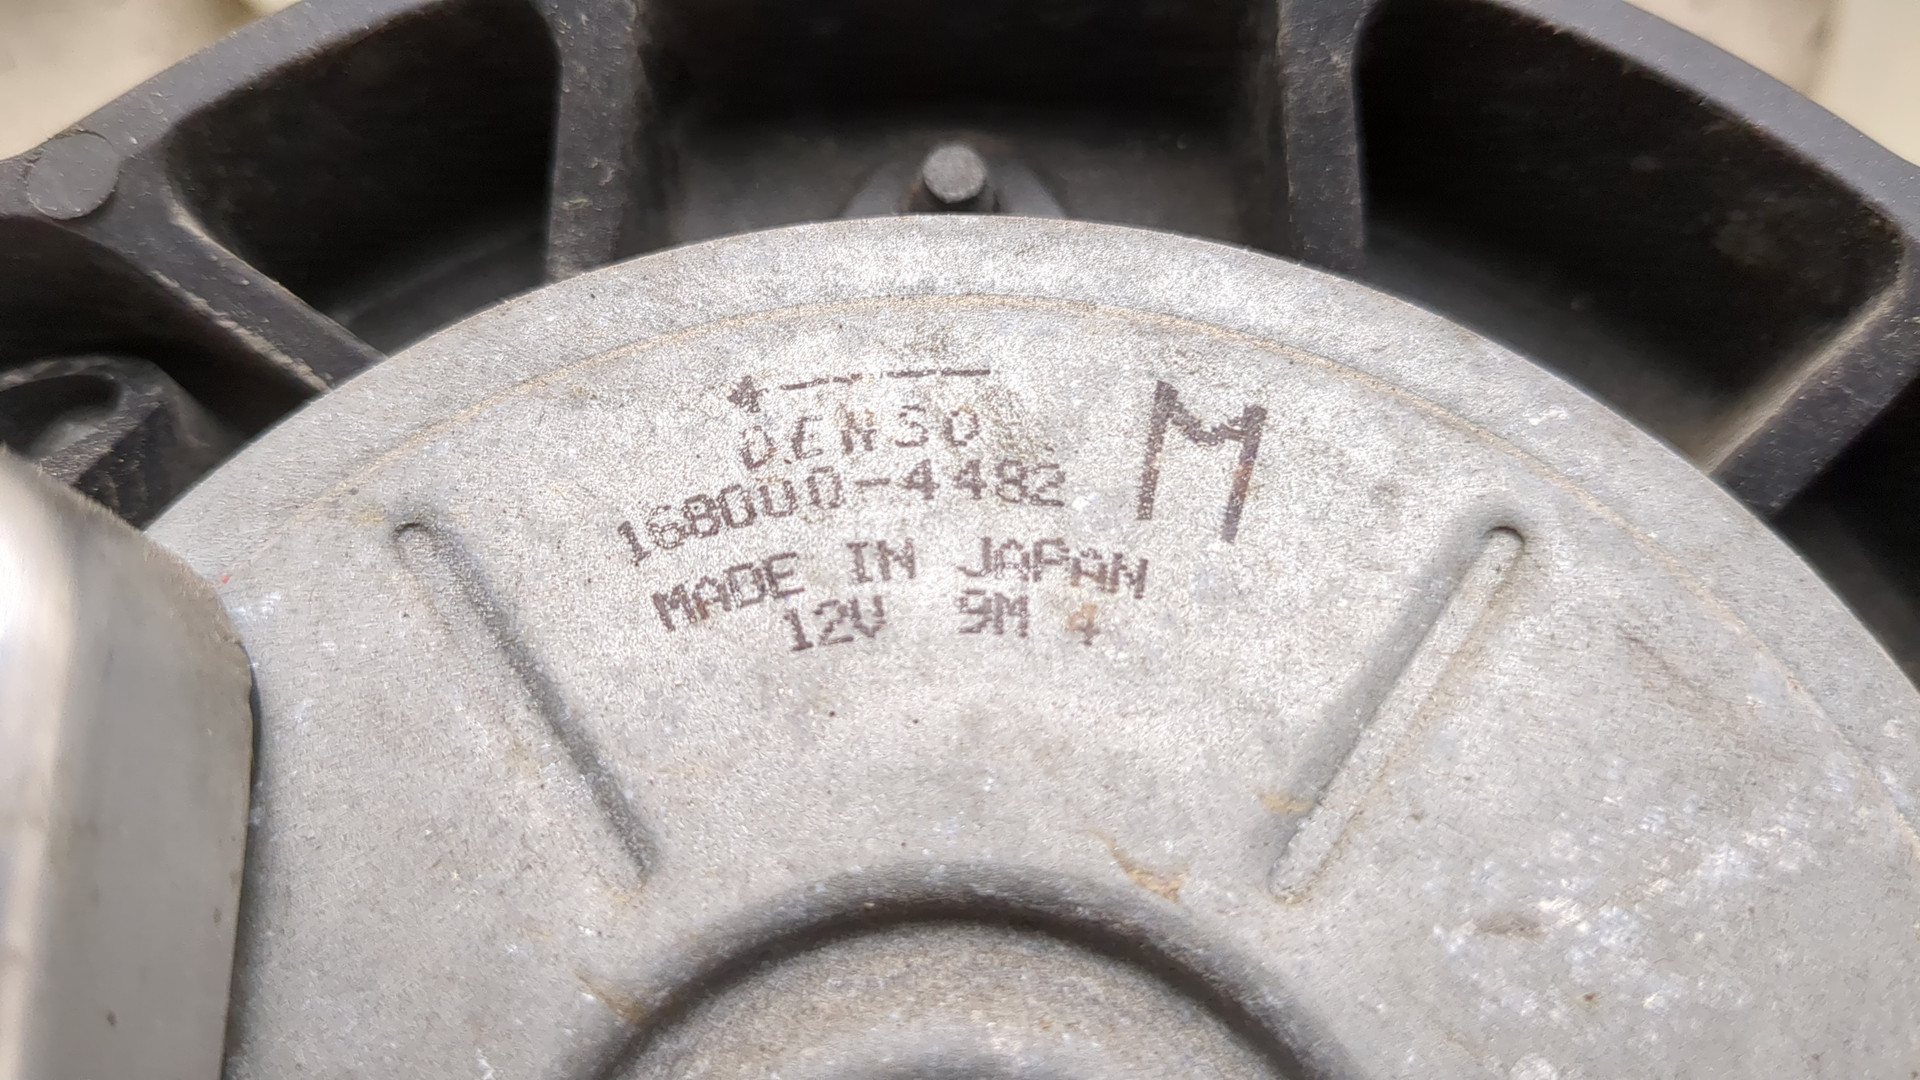 DENSO
M
168000-4482
MADE IN JAPAN
12V 9M 4